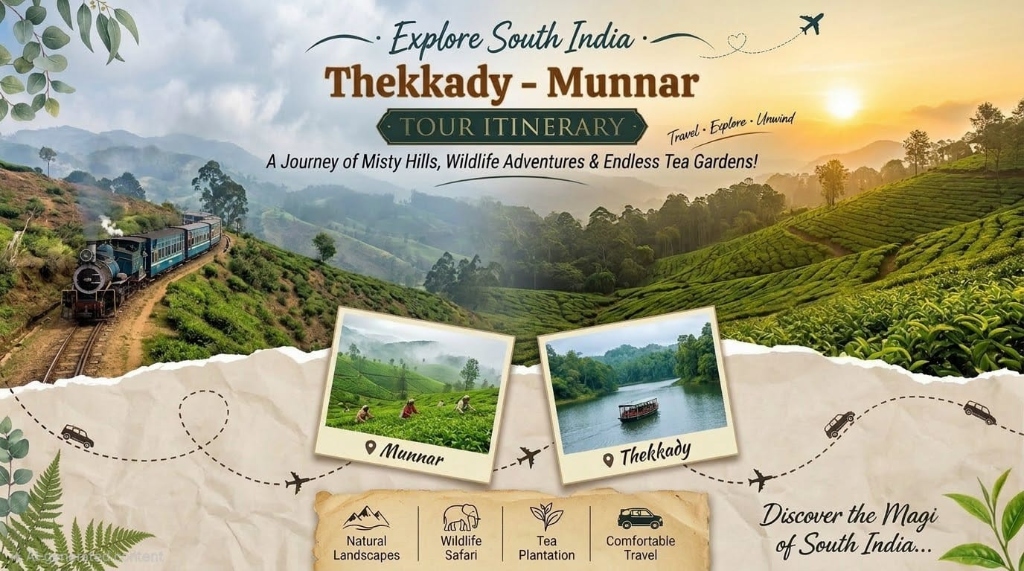 Explore South India
Thekkady - Munnar
TOUR ITINERARY
Travel • Explore • Unwind
A Journey of Misty Hills, Wildlife Adventures & Endless Tea Gardens!
Munnar
Thekkady
Natural
Landscapes
Wildlife
Safari
Tea
Plantation
Comfortable
Travel
Discover the Magi
of South India...